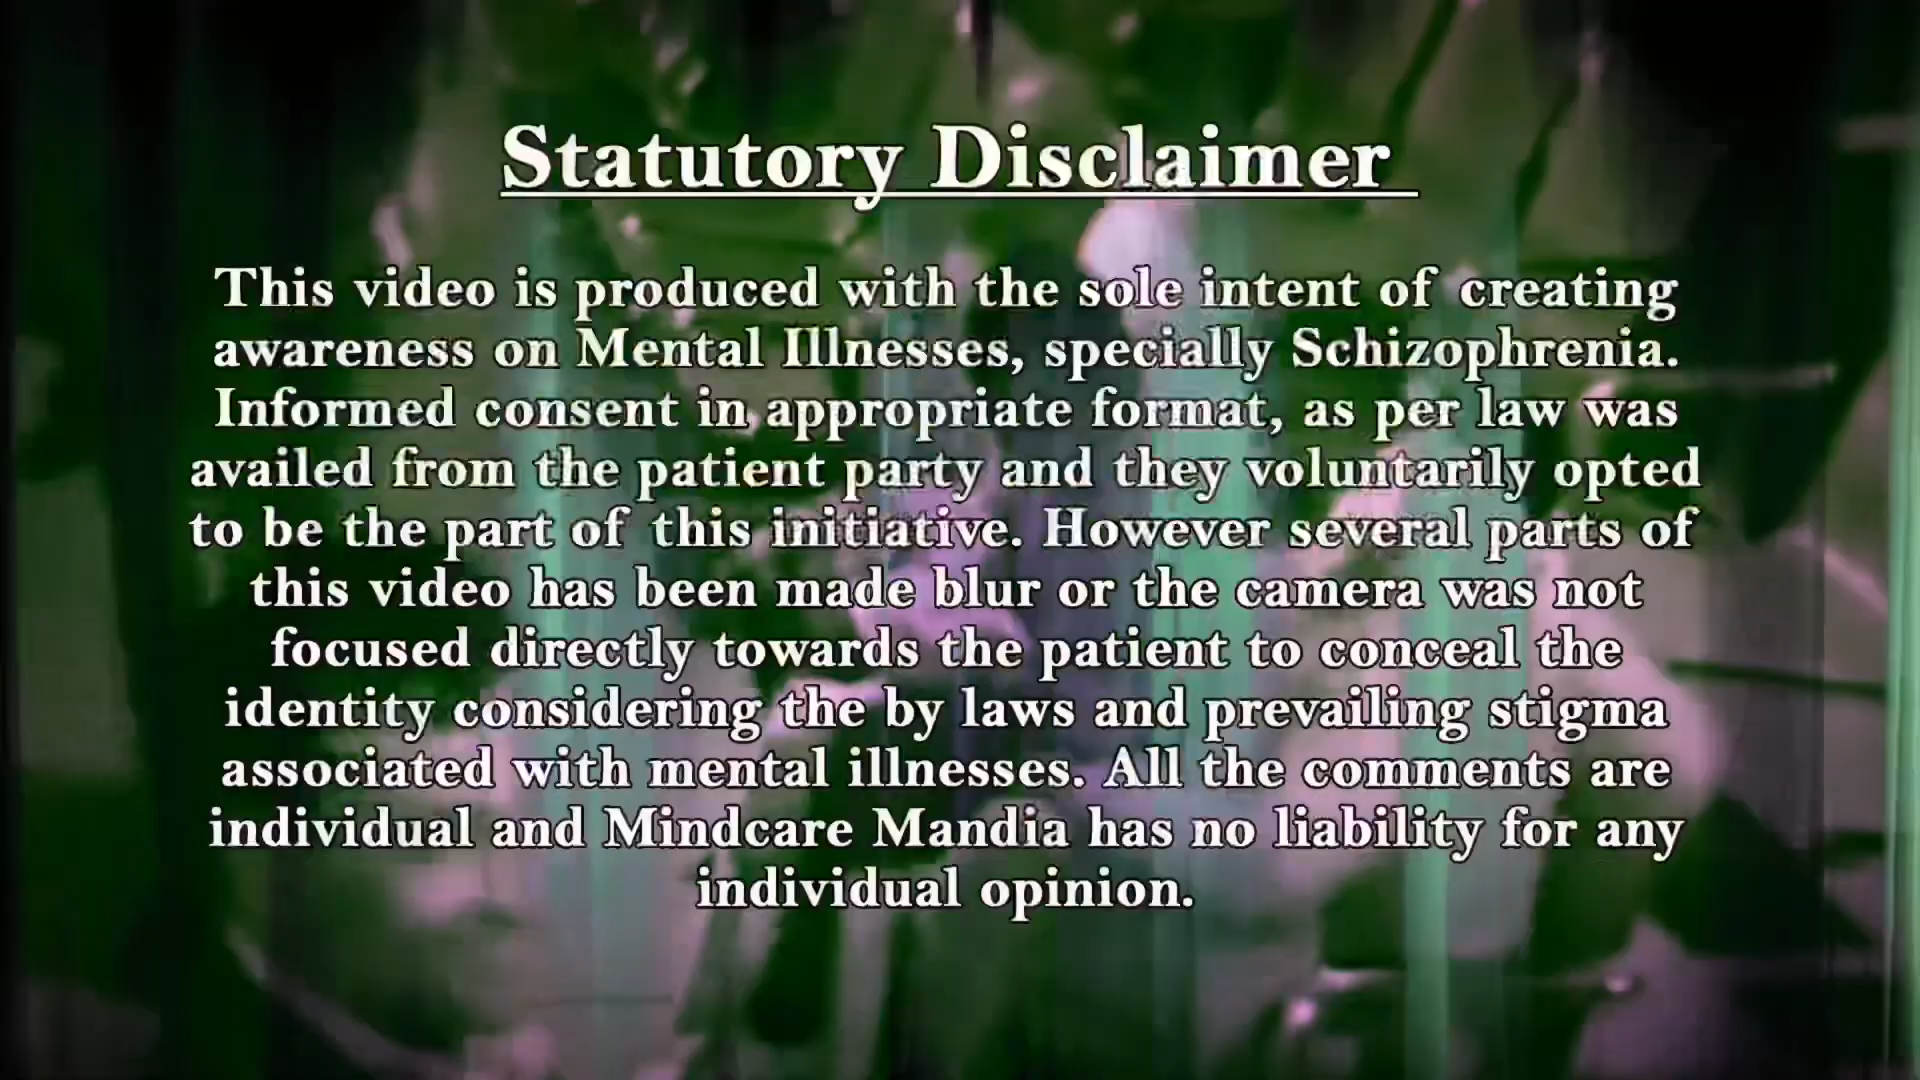 Statutory Disclaimer
This video is produced with the sole intent of creating
awareness on Mental Illnesses, specially Schizophrenia.
Informed consent in appropriate format, as per law was
availed from the patient party and they voluntarily opted
to be the part of this initiative. However several parts of
this video has been made blur or the camera was not
focused directly towards the patient to conceal the
identity considering the by laws and prevailing stigma
associated with mental illnesses. All the comments are
individual and Mindcare Mandia has no liability for any
individual opinion.